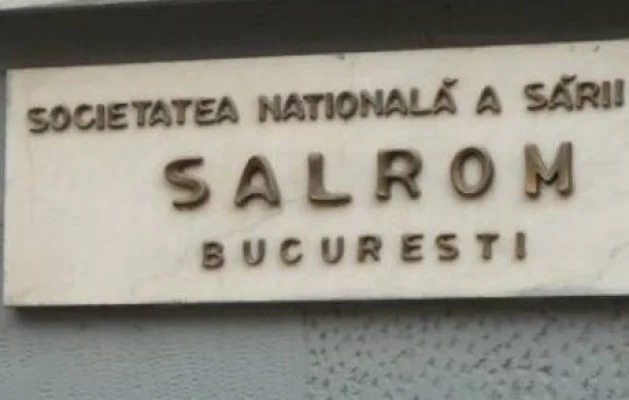 SOCIETATEA NATIONALĂ A SĂRII
SALROM
BUCURESTI